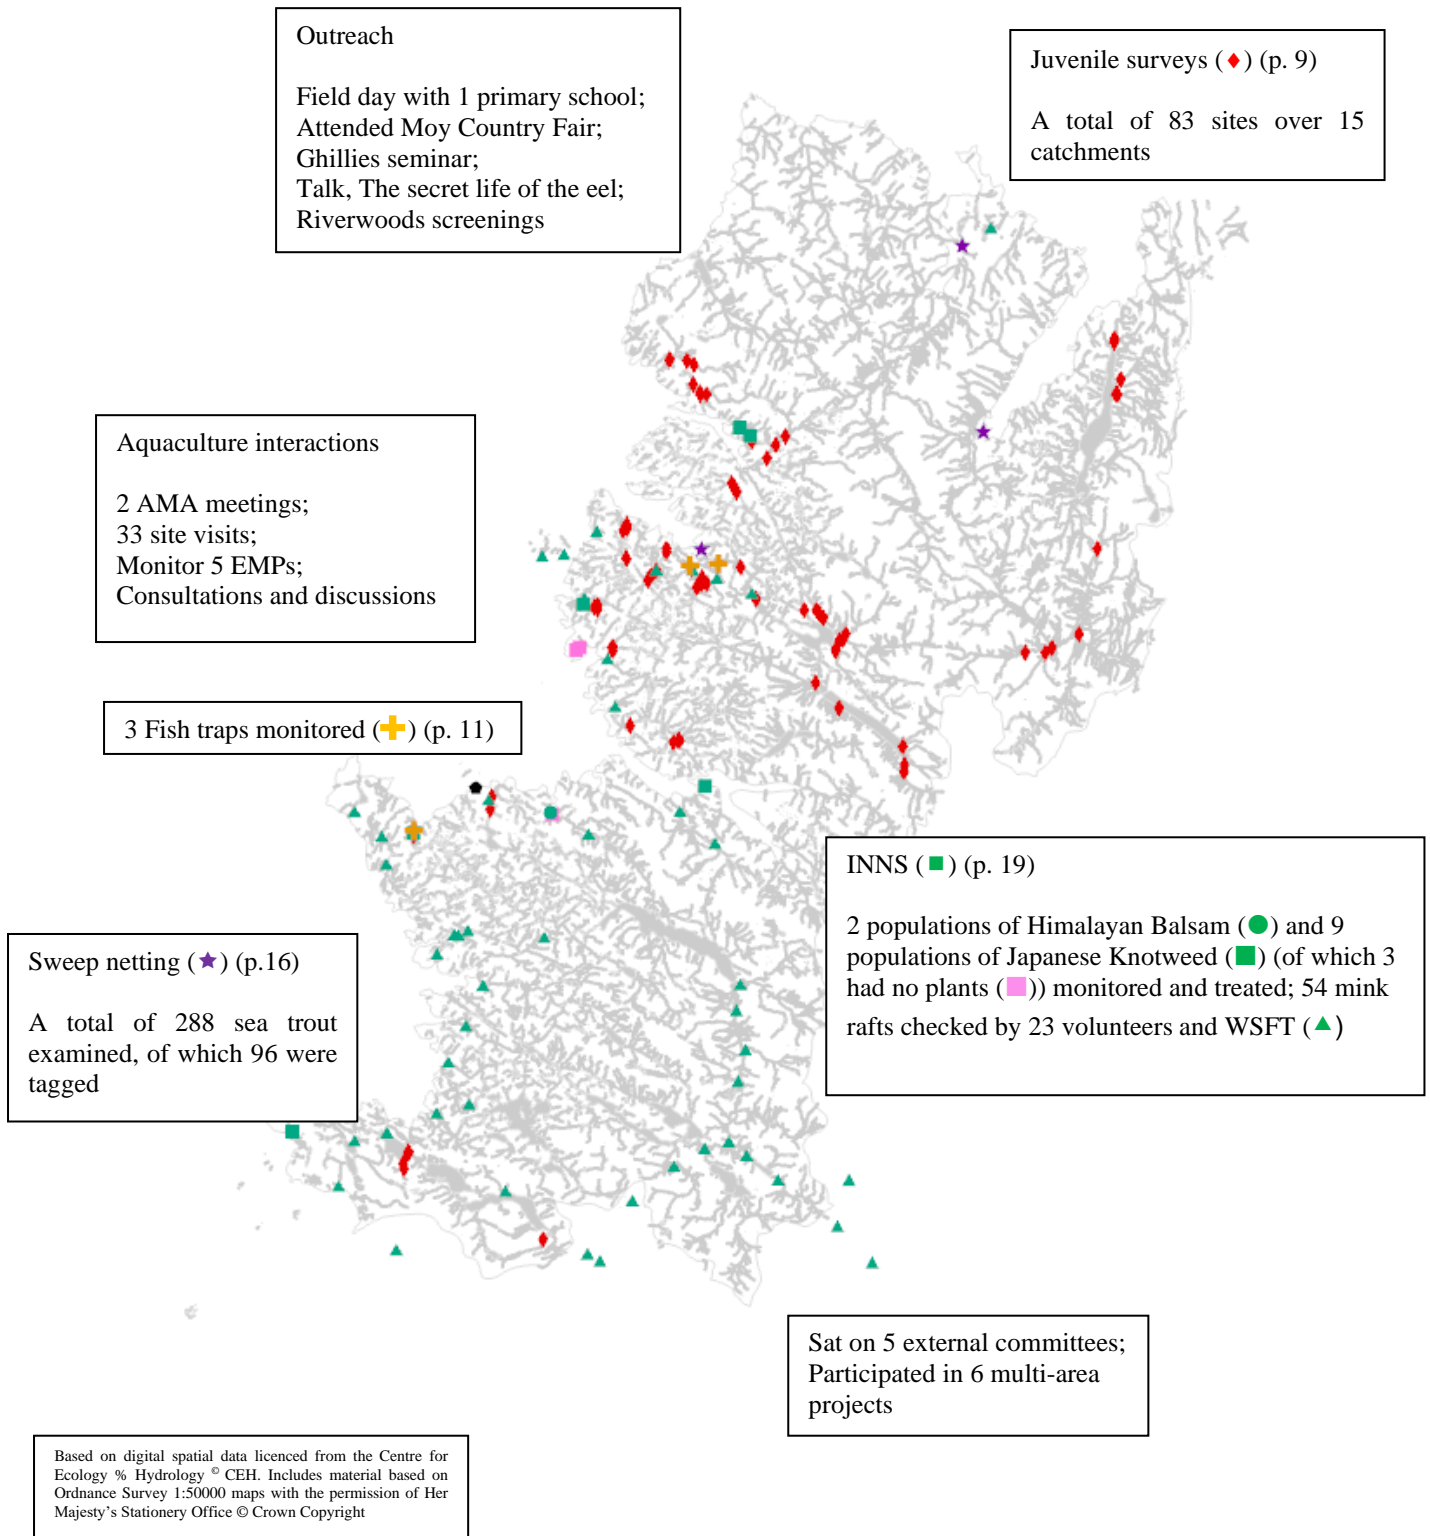 Outreach
Field day with 1 primary school;
Attended Moy Country Fair;
Ghillies seminar;
Talk, The secret life of the eel;
Riverwoods screenings
Juvenile surveys (♦) (p. 9)
A total of 83 sites over 15
catchments
Aquaculture interactions
2 AMA meetings;
33 site visits;
Monitor 5 EMPs;
Consultations and discussions
3 Fish traps monitored (✚) (p. 11)
INNS (■) (p. 19)
2 populations of Himalayan Balsam (●) and 9
populations of Japanese Knotweed (■) (of which 3
had no plants (■)) monitored and treated; 54 mink
rafts checked by 23 volunteers and WSFT (▲)
Sweep netting (★) (p.16)
A total of 288 sea trout
examined, of which 96 were
tagged
Sat on 5 external committees;
Participated in 6 multi-area
projects
Based on digital spatial data licenced from the Centre for
Ecology % Hydrology © CEH. Includes material based on
Ordnance Survey 1:50000 maps with the permission of Her
Majesty's Stationery Office © Crown Copyright